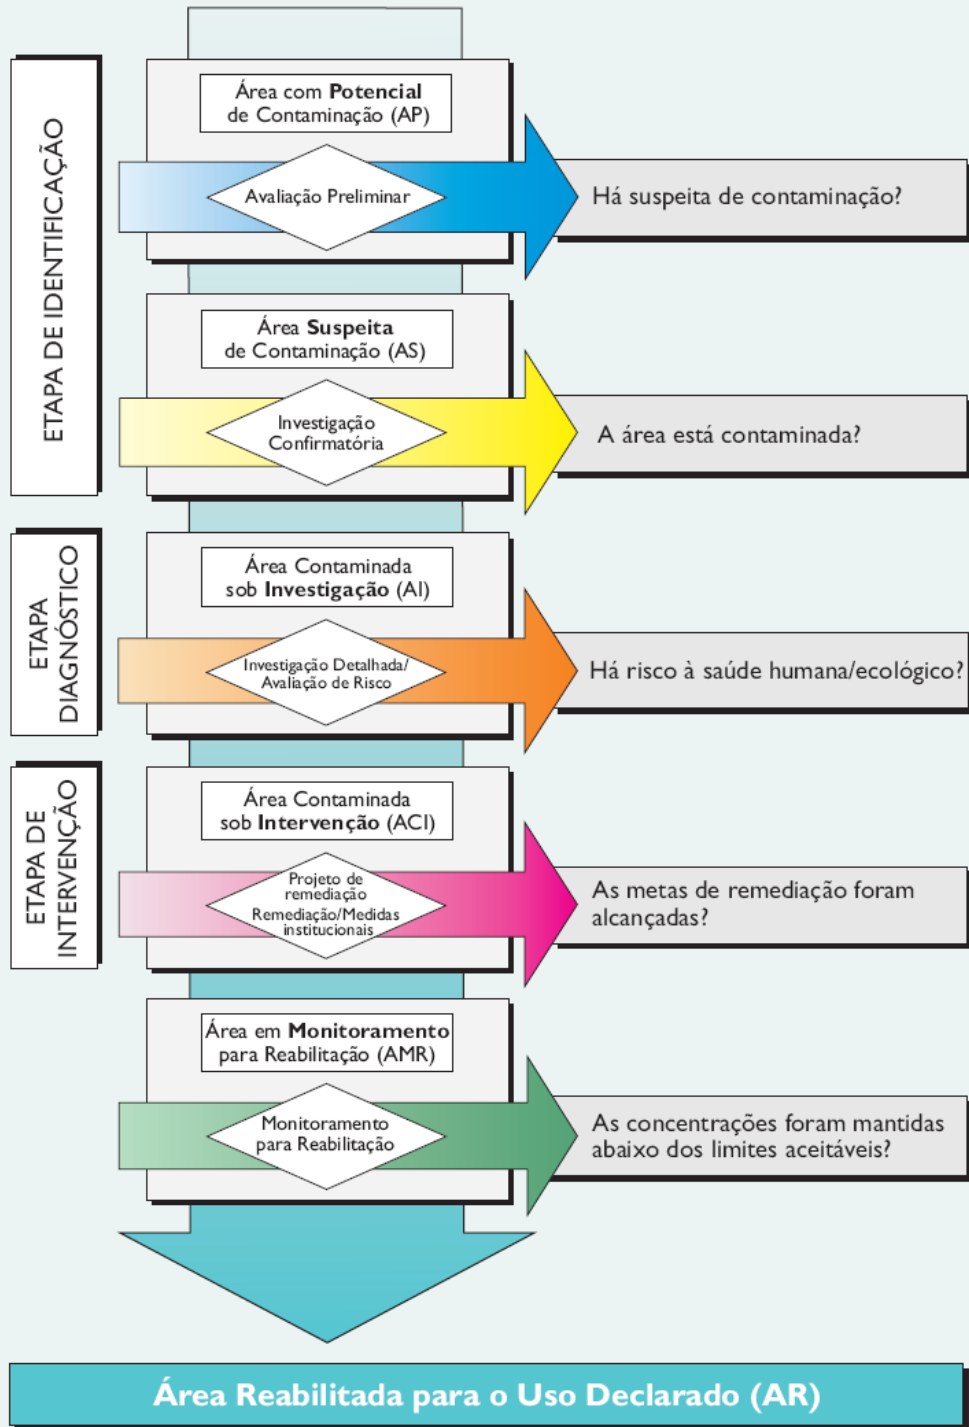 ETAPA DE IDENTIFICAÇÃO
Área com Potencial
de Contaminação (AP)
Avaliação Preliminar
Há suspeita de contaminação?
Área Suspeita
de Contaminação (AS)
Investigação
Confirmatória
A área está contaminada?
ETAPA
DIAGNÓSTICO
Área Contaminada
sob Investigação (AI)
Investigação Detalhada/
Avaliação de Risco
Há risco à saúde humana/ecológico?
ETAPA DE
INTERVENÇÃO
Área Contaminada
sob Intervenção (ACI)
Projeto de
remediação
Remediação/Medidas
institucionais
As metas de remediação foram
alcançadas?
Área em Monitoramento
para Reabilitação (AMR)
Monitoramento
para Reabilitação
As concentrações foram mantidas
abaixo dos limites aceitáveis?
Área Reabilitada para o Uso Declarado (AR)